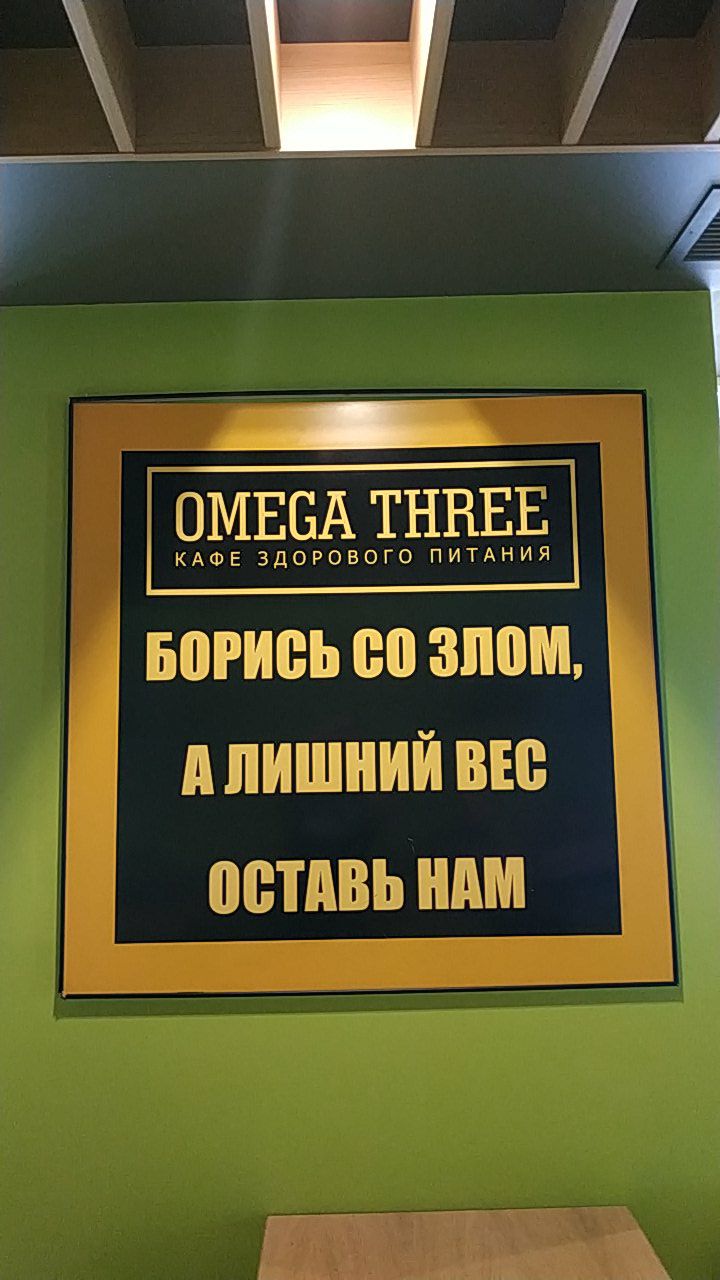 OMEGA THREE
КАФЕ ЗДОРОВОГО ПИТАНИЯ
БОРИСЬ СО ЗЛОМ,
А ЛИШНИЙ ВЕС
ОСТАВЬ НАМ